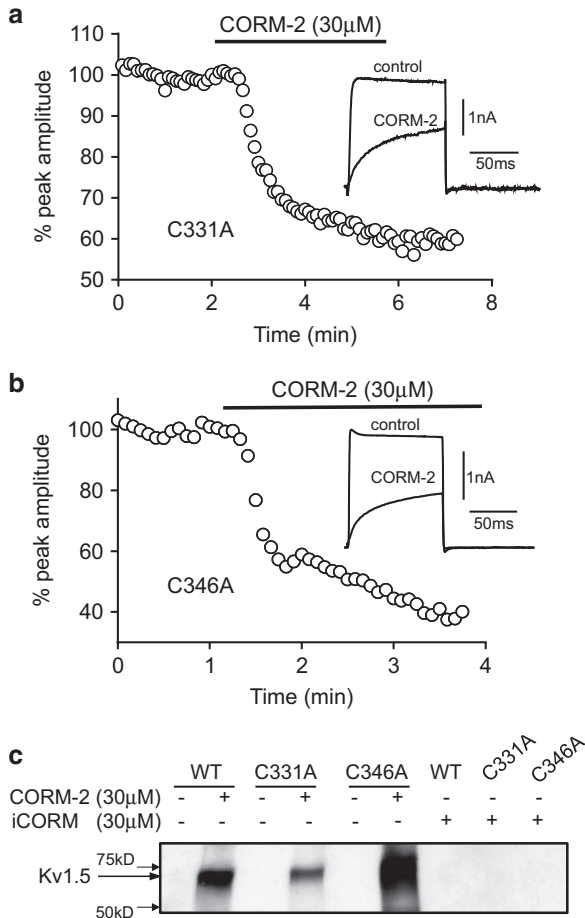 a
CORM-2 (30μM)
110
100
90
80
70
60
50
% peak amplitude
control
CORM-2
1nA
50ms
C331A
0 2 4 6 8
Time (min)
b
CORM-2 (30μM)
100
80
60
40
% peak amplitude
control
CORM-2
1nA
50ms
C346A
0 1 2 3 4
Time (min)
c
WT C331A C346A WT C331A C346A
CORM-2 (30μM) - + - + - + - - -
iCORM (30μM) - - - - - - + + +
75kD
Kv1.5
50kD